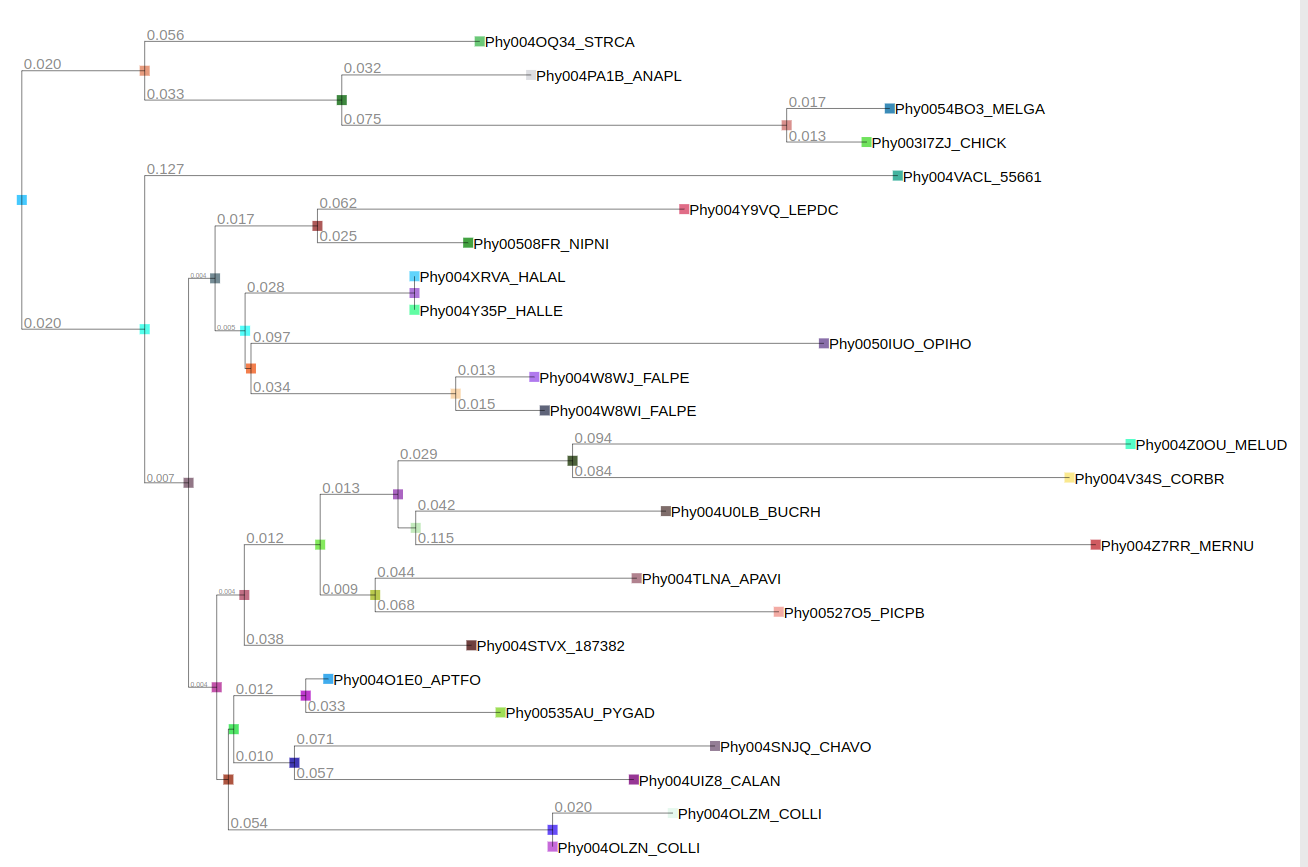 0.056
Phy004OQ34_STRCA
0.020
0.032
Phy004PA1B_ANAPL
0.033
0.017
Phy0054BO3_MELGA
0.075
0.013
Phy003I7ZJ_CHICK
0.127
Phy004VACL_55661
0.062
Phy004Y9VQ_LEPDC
0.017
0.025
Phy00508FR_NIPNI
0.004
Phy004XRVA_HALAL
0.028
Phy004Y35P_HALLE
0.020
0.005
0.097
Phy0050IUO_OPIHO
0.013
Phy004W8WJ_FALPE
0.034
0.015
Phy004W8WI_FALPE
0.094
Phy004Z0OU_MELUD
0.029
0.084
Phy004V34S_CORBR
0.007
0.013
0.042
Phy004U0LB_BUCRH
0.115
Phy004Z7RR_MERNU
0.012
0.044
Phy004TLNA_APAVI
0.004
0.009
0.068
Phy00527O5_PICPB
0.038
Phy004STVX_187382
Phy004O1E0_APTFO
0.004
0.012
0.033
Phy00535AU_PYGAD
0.071
Phy004SNJQ_CHAVO
0.010
0.057
Phy004UIZ8_CALAN
0.020
Phy004OLZM_COLLI
0.054
Phy004OLZN_COLLI